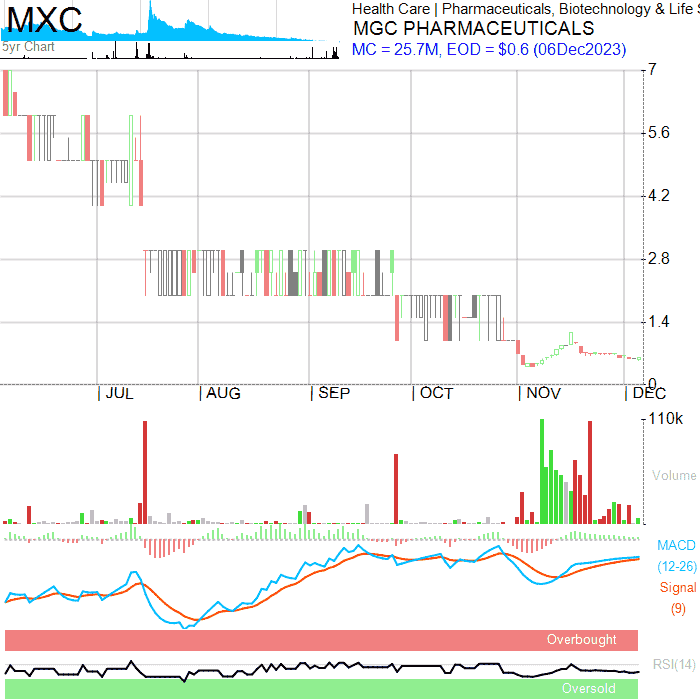 MXC
5yr Chart
Health Care | Pharmaceuticals, Biotechnology & Life S
MGC PHARMACEUTICALS
MC = 25.7M, EOD = $0.6 (06Dec2023)
7
5.6
4.2
2.8
1.4
0
JUL AUG SEP OCT NOV DEC
110k
Volume
MACD
(12-26)
Signal
(9)
Overbought
RSI(14)
Oversold